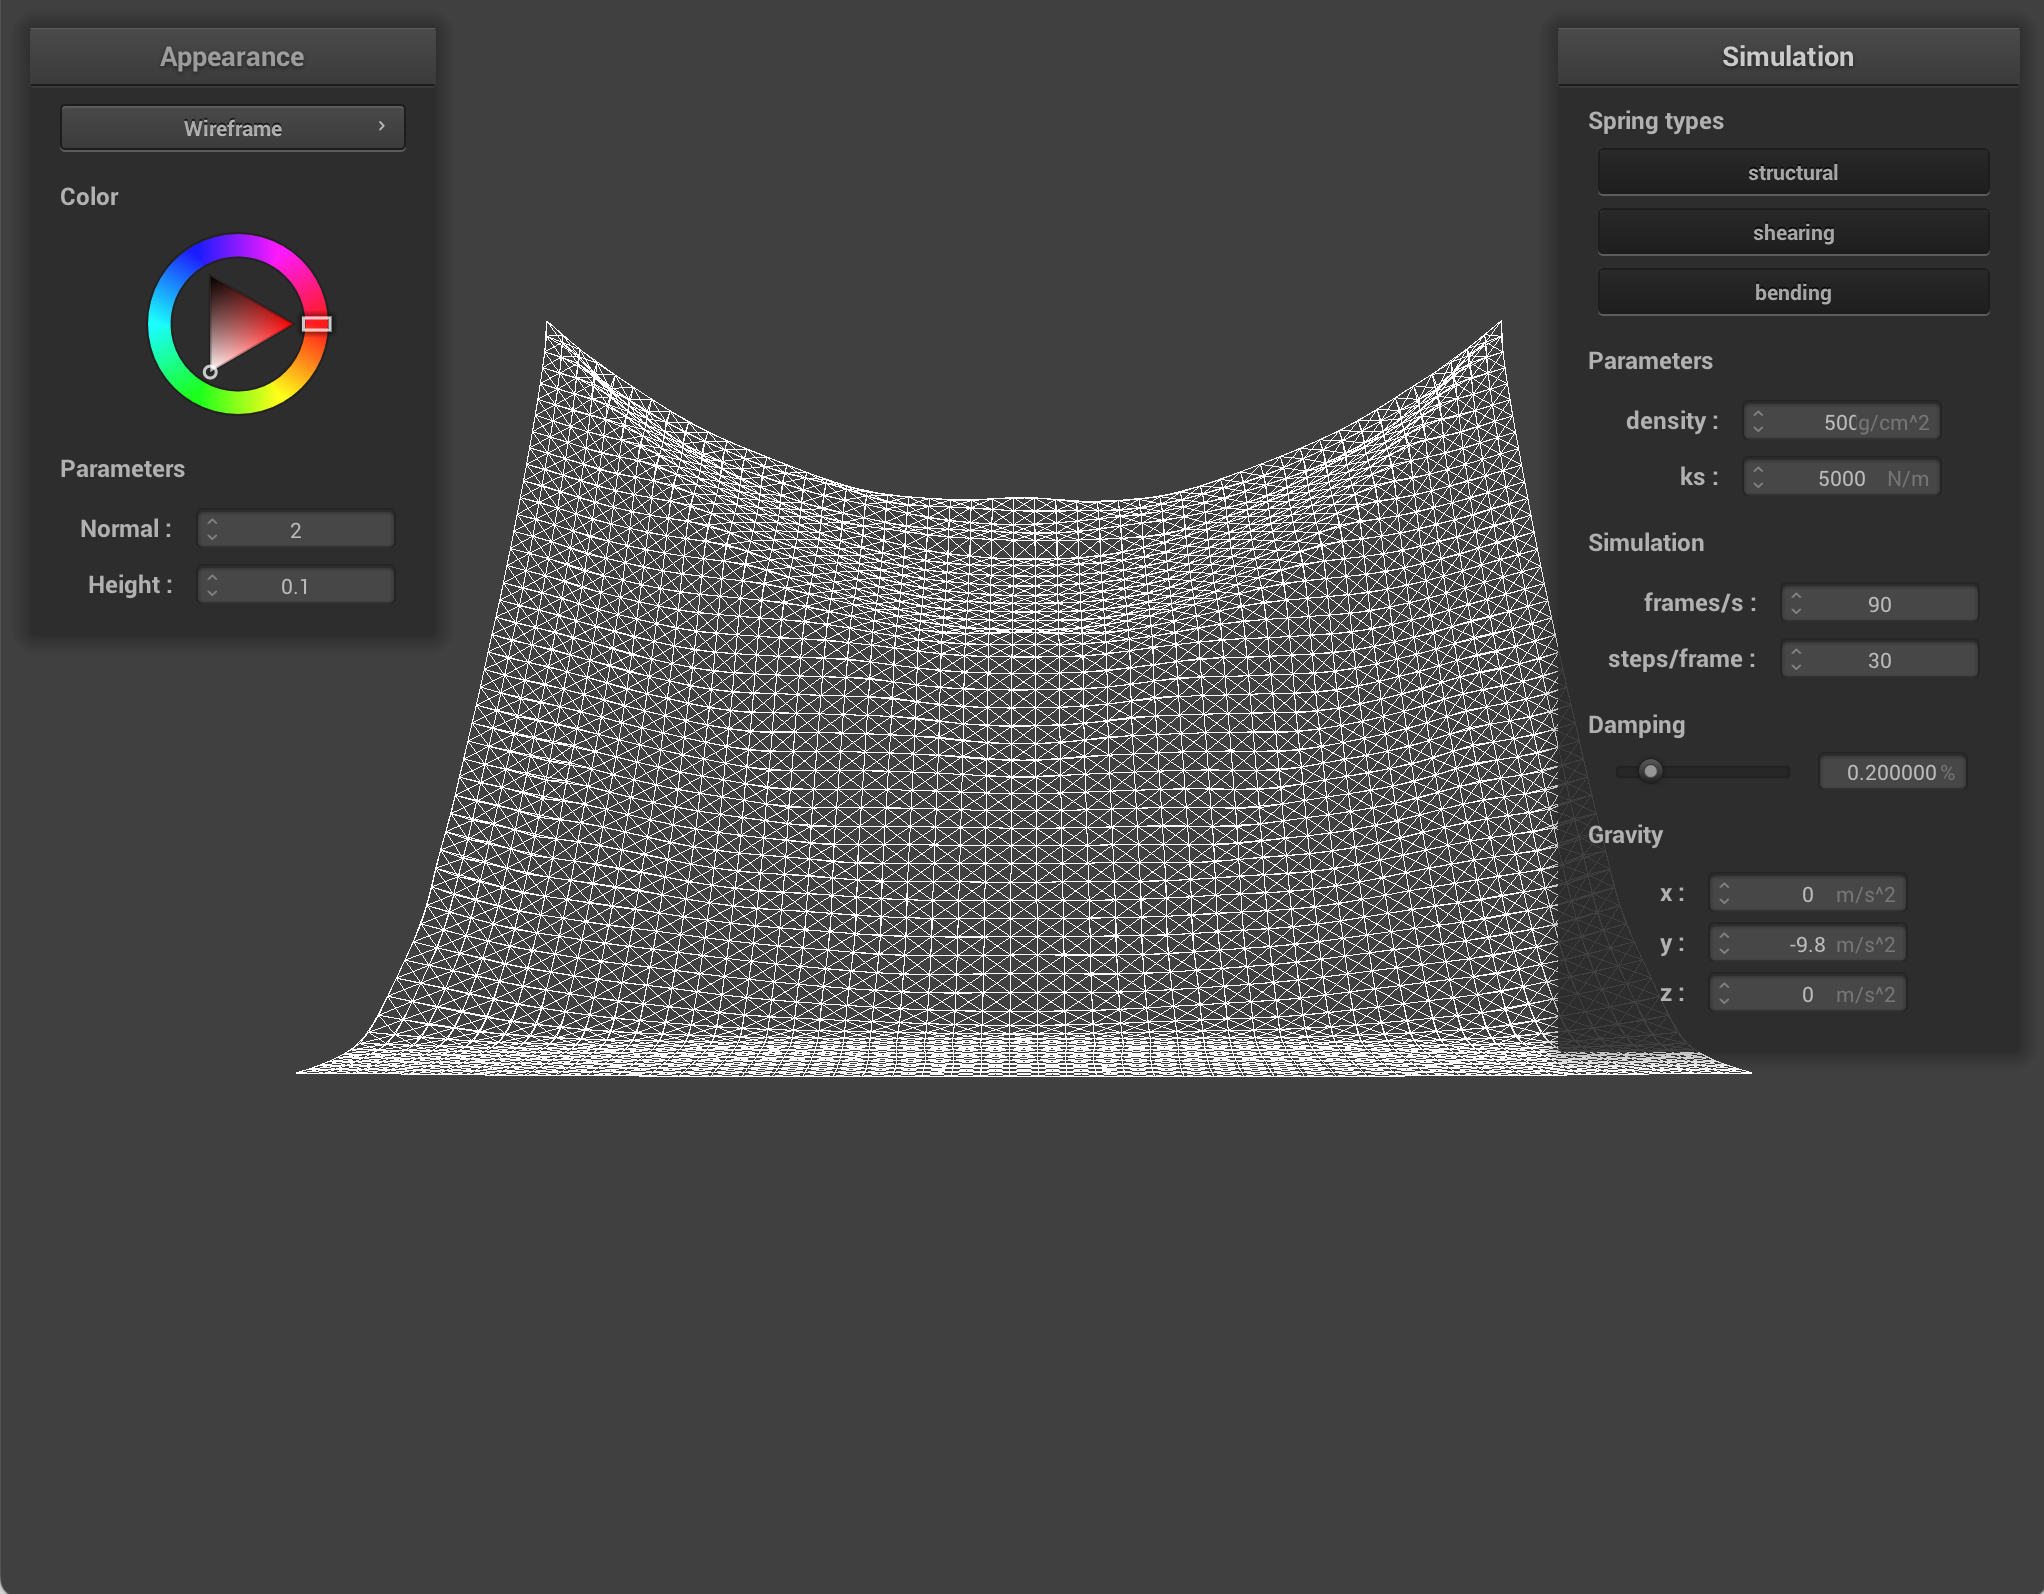 Appearance
Wireframe
Color
Parameters
Normal : 2
Height : 0.1
Simulation
Spring types
structural
shearing
bending
Parameters
density : 500 g/cm^2
ks : 5000 N/m
Simulation
frames/s : 90
steps/frame : 30
Damping
0.200000 %
Gravity
x : 0 m/s^2
y : -9.8 m/s^2
z : 0 m/s^2